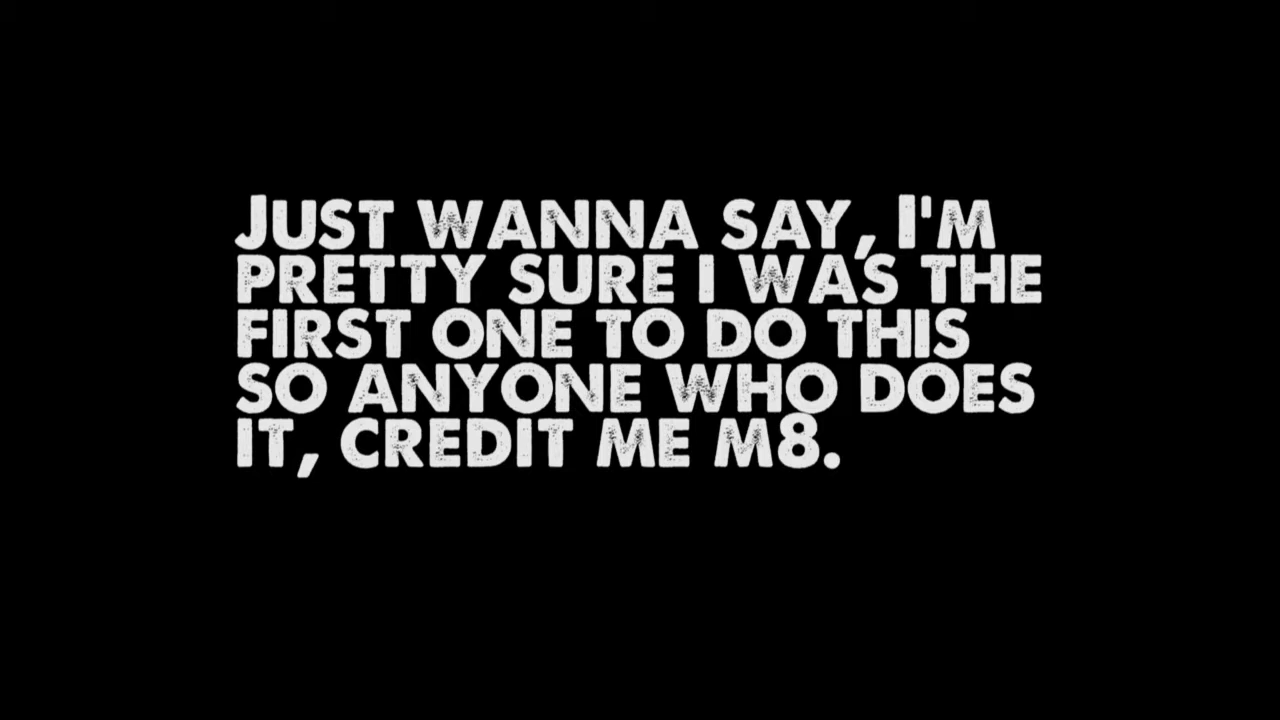 Just wanna say, I'm
pretty sure I was the
first one to do this
so anyone who does
it, credit me m8.